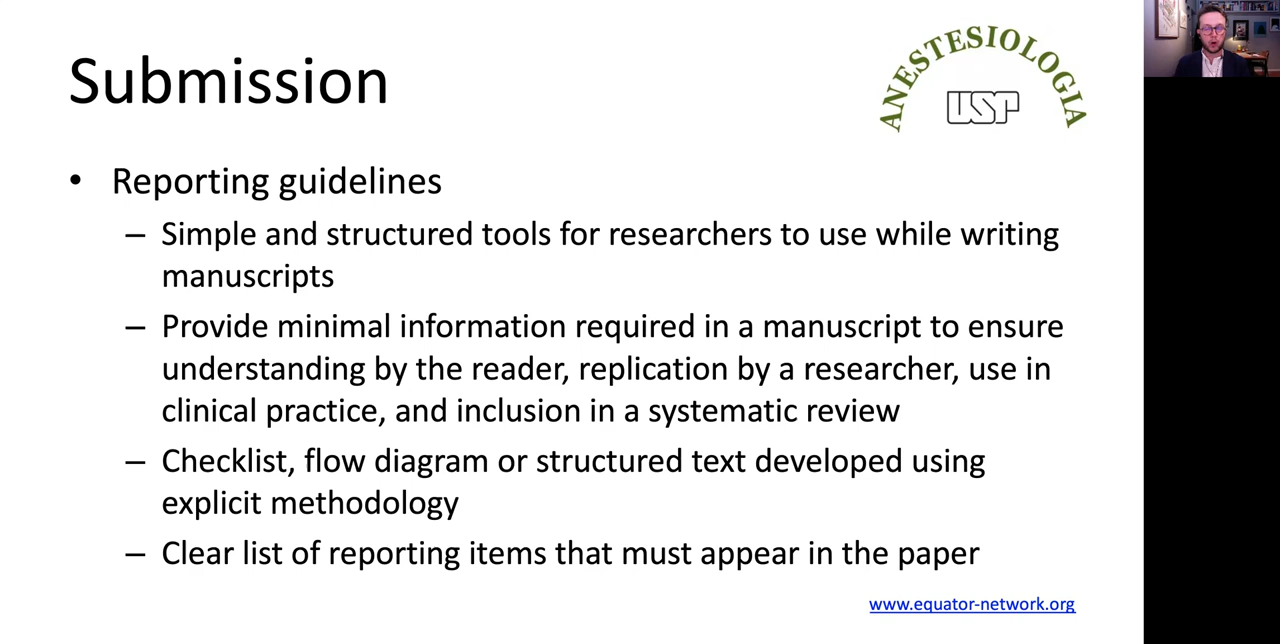 Submission
ANESTESIOLOGIA
USP
• Reporting guidelines
– Simple and structured tools for researchers to use while writing
manuscripts
– Provide minimal information required in a manuscript to ensure
understanding by the reader, replication by a researcher, use in
clinical practice, and inclusion in a systematic review
– Checklist, flow diagram or structured text developed using
explicit methodology
– Clear list of reporting items that must appear in the paper
www.equator-network.org